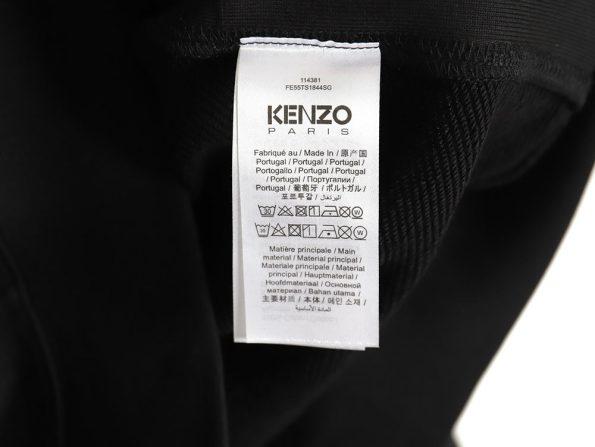 114381
FE55TS1844SG
KENZO
PARIS
Fabriqué au / Made In / 原产国
Portugal / Portugal / Portugal /
Portogallo / Portugal / Portugal
/ Portugal / Португалии /
Portugal / 葡萄牙 / ポルトガル /
포르투갈 / البرتغال
Matière principale / Main
material / Material principal /
Materiale principale / Material
principal / Hauptmaterial /
Hoofdmateriaal / Основной
материал / Bahan utama /
主要材质 / 本体 / 메인 소재 /
المادة الأساسية